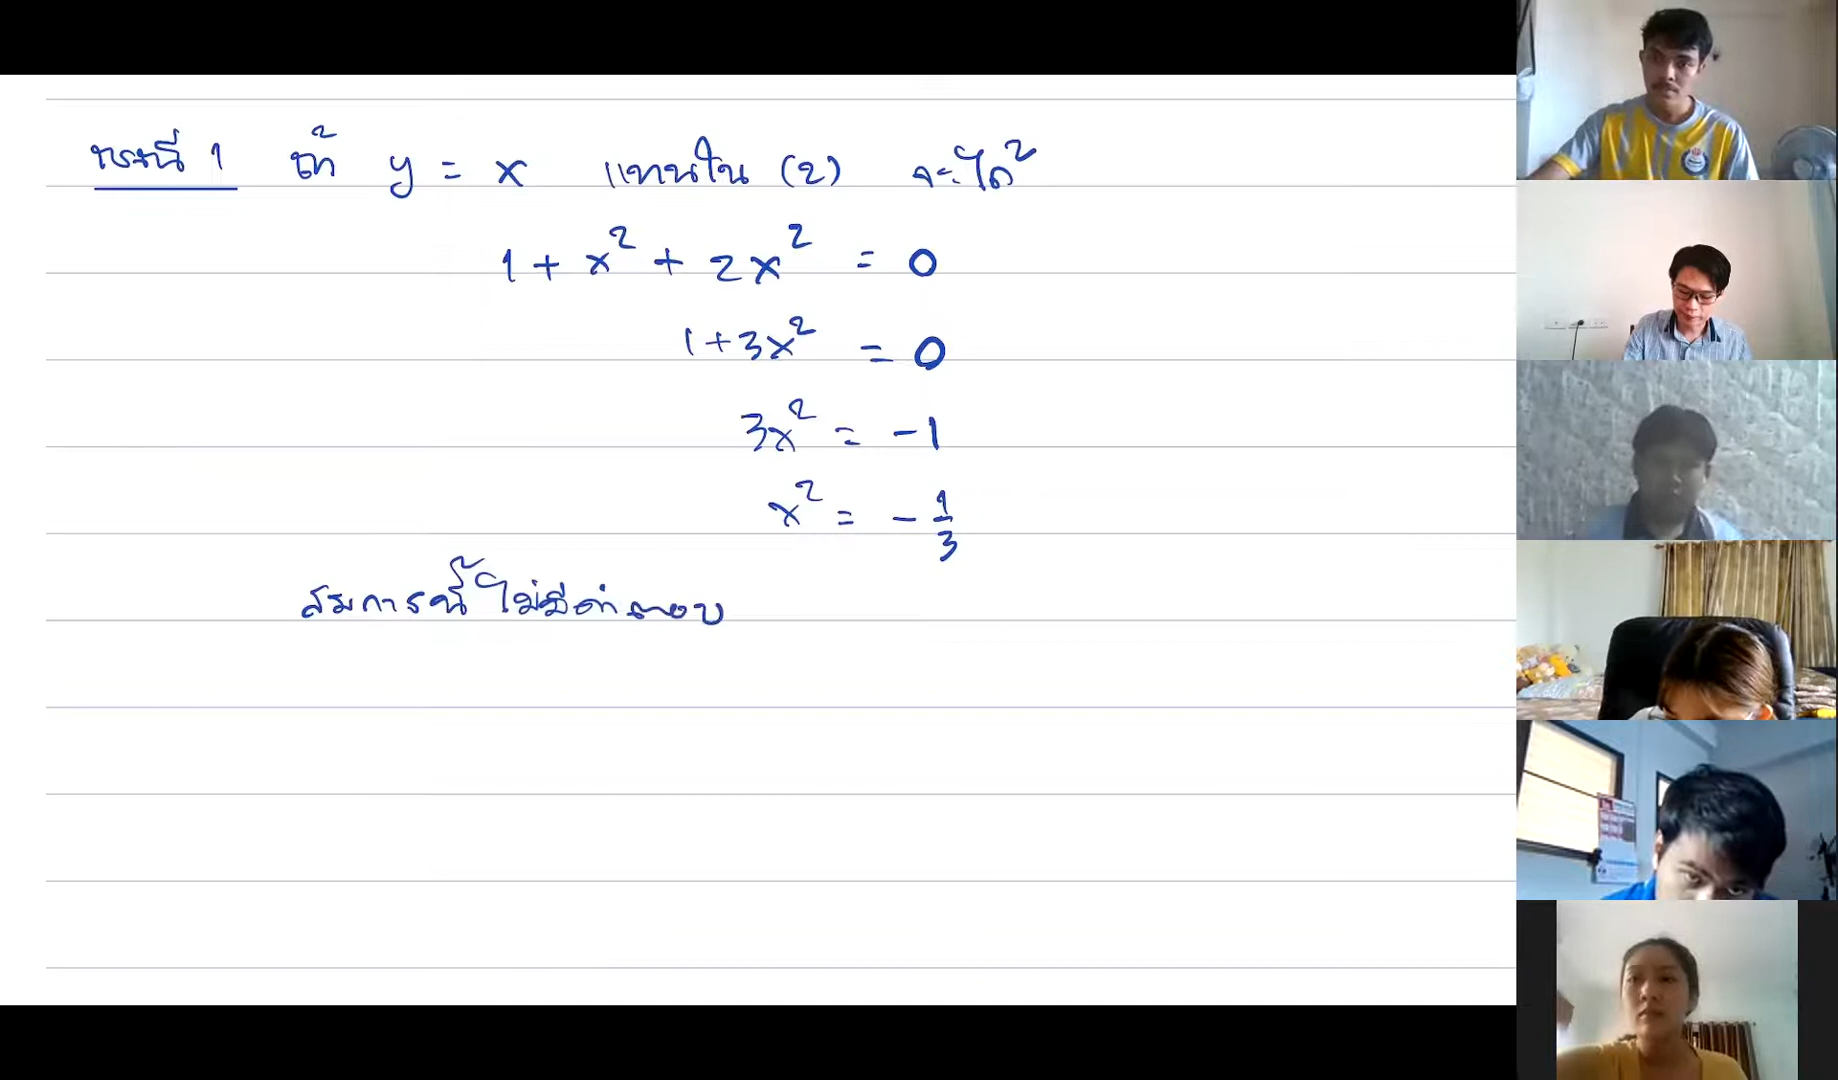 กรณีที่ 1 ถ้า y = x แทนใน (2) จะได้
1 + x² + 2x² = 0
1 + 3x² = 0
3x² = -1
x² = -1/3
สมการนี้ไม่มีคำตอบ